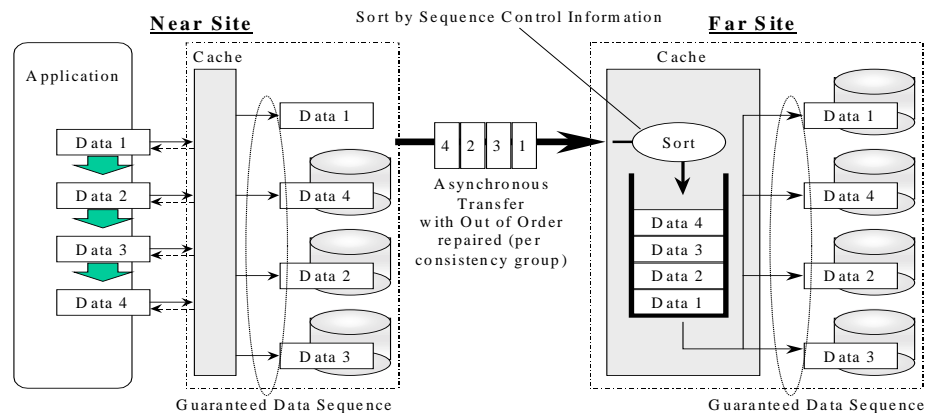 Sort by Sequence Control Information
Near Site
Far Site
Application
Data 1
Data 2
Data 3
Data 4
Cache
Data 1
Data 4
Data 2
Data 3
Guaranteed Data Sequence
4 2 3 1
Asynchronous
Transfer
with Out of Order
repaired (per
consistency group)
Cache
Sort
Data 4
Data 3
Data 2
Data 1
Data 1
Data 4
Data 2
Data 3
Guaranteed Data Sequence